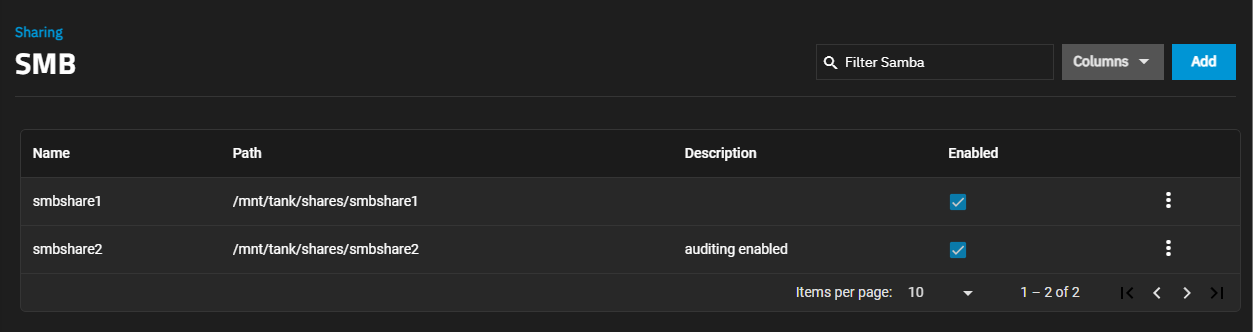 Sharing
SMB
Filter Samba
Columns
Add
Name Path Description Enabled
smbshare1 /mnt/tank/shares/smbshare1
smbshare2 /mnt/tank/shares/smbshare2 auditing enabled
Items per page: 10 1 – 2 of 2